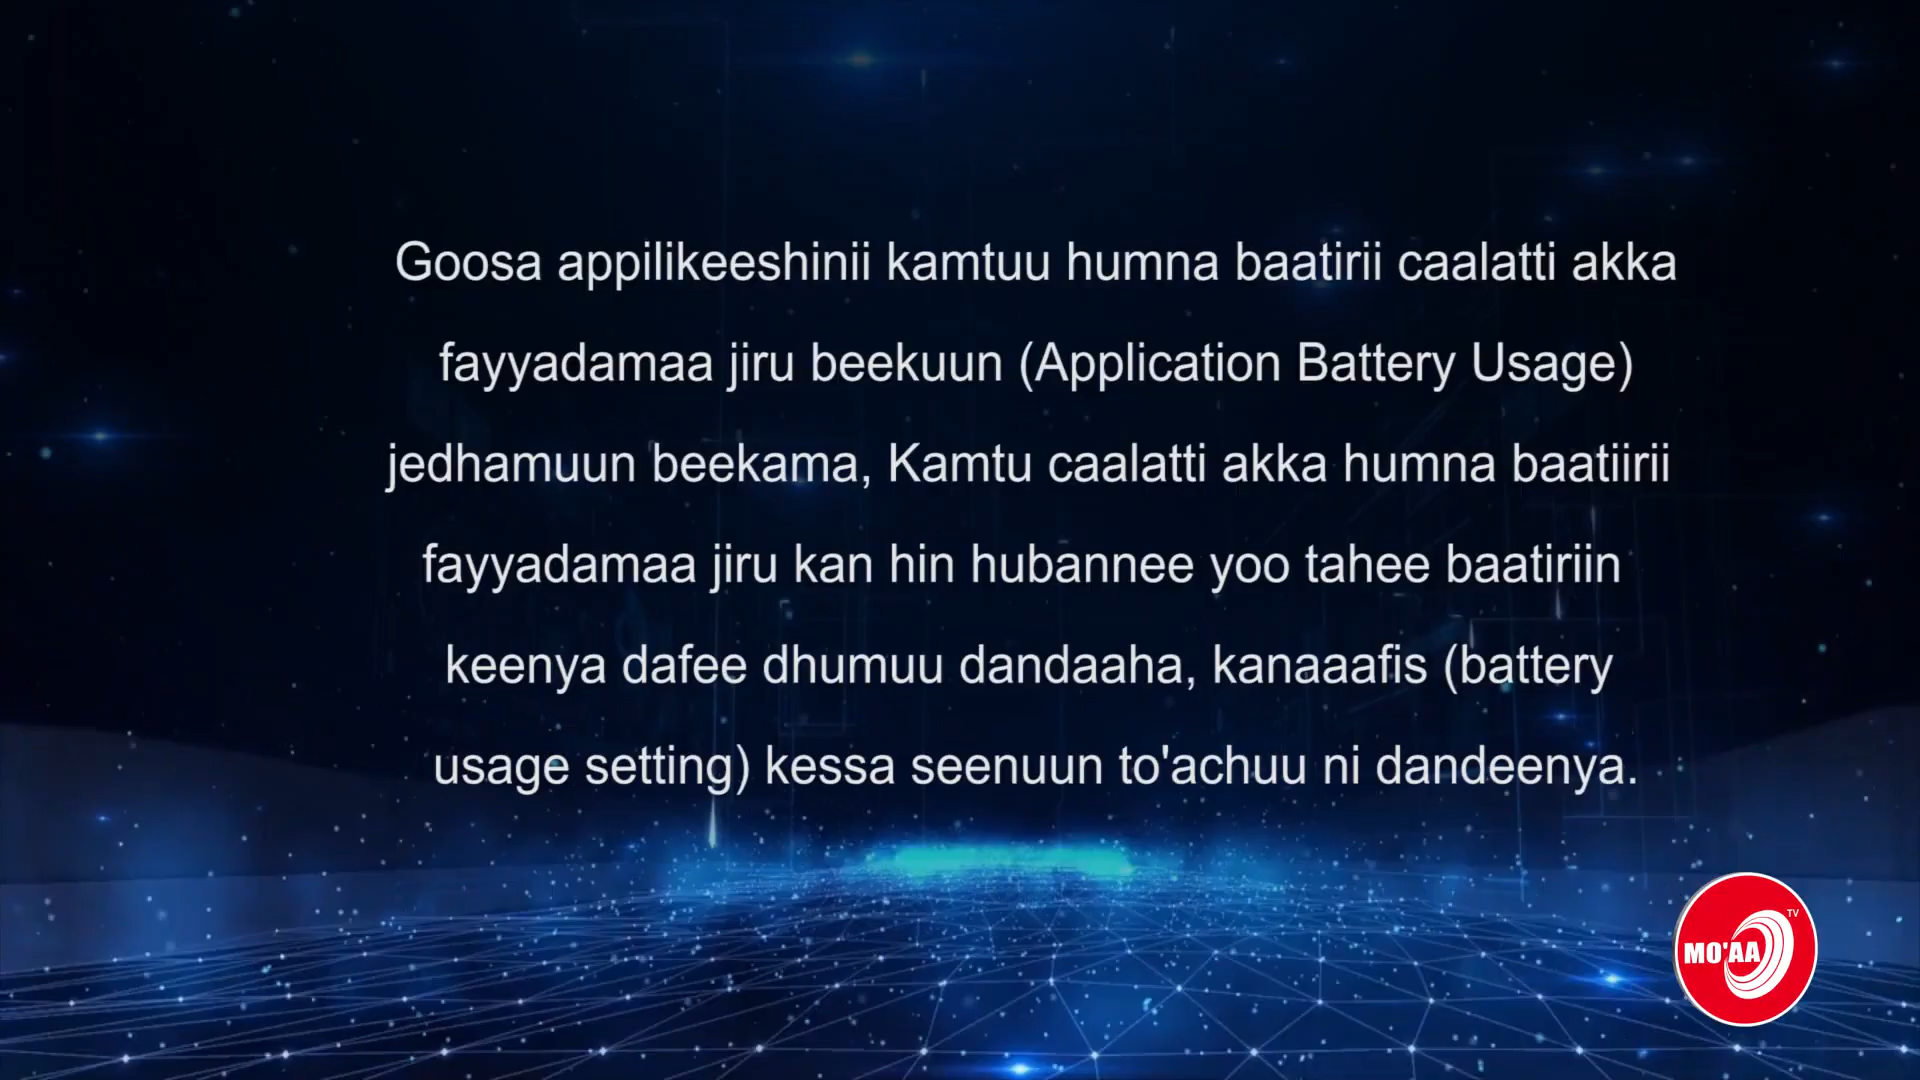 Goosa appilikeeshinii kamtuu humna baatirii caalatti akka
fayyadamaa jiru beekuun (Application Battery Usage)
jedhamuun beekama, Kamtu caalatti akka humna baatiirii
fayyadamaa jiru kan hin hubannee yoo tahee baatiriin
keenya dafee dhumuu dandaaha, kanaaafis (battery
usage setting) kessa seenuun to'achuu ni dandeenya.
TV
MO'AA